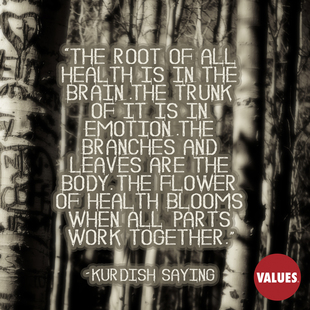 "THE ROOT OF ALL
HEALTH IS IN THE
BRAIN.THE TRUNK
OF IT IS IN
EMOTION.THE
BRANCHES AND
LEAVES ARE THE
BODY.THE FLOWER
OF HEALTH BLOOMS
WHEN ALL PARTS
WORK TOGETHER."
-KURDISH SAYING
VALUES